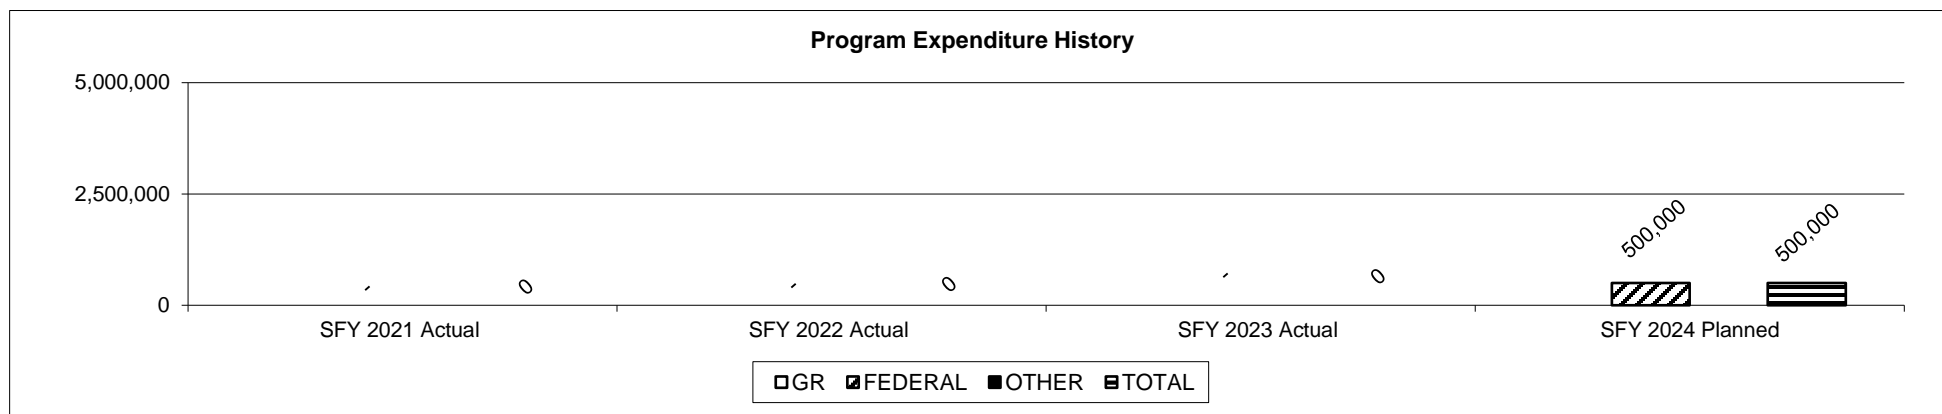 Program Expenditure History
5,000,000
2,500,000
0
- 0 - 0 - 0 500,000 500,000
SFY 2021 Actual SFY 2022 Actual SFY 2023 Actual SFY 2024 Planned
GR FEDERAL OTHER TOTAL